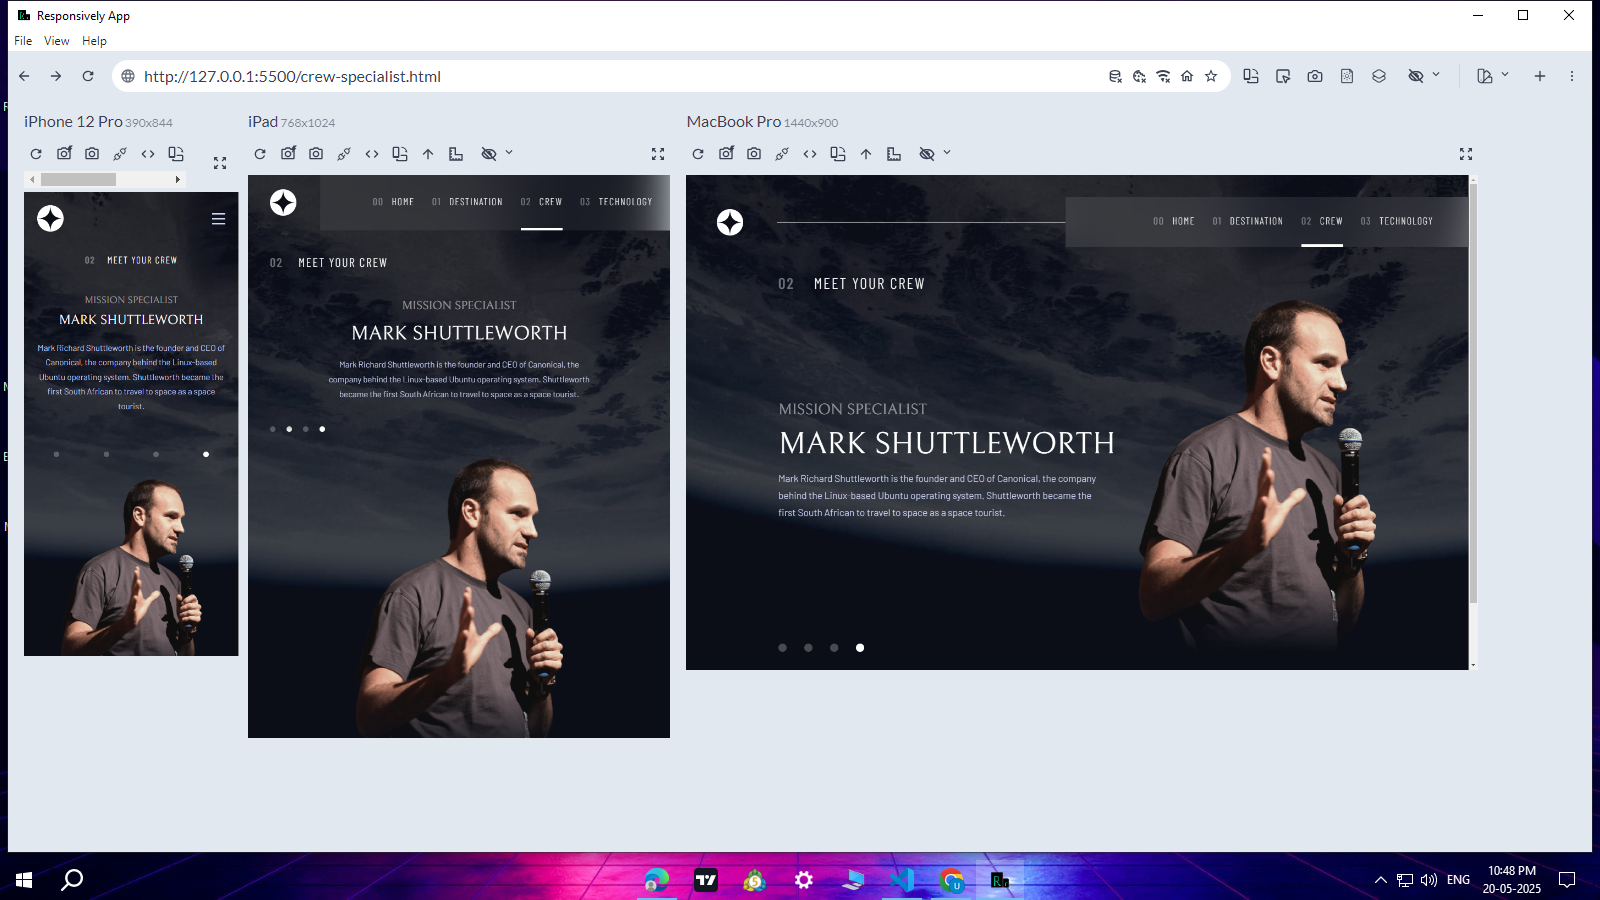 Responsively App
File View Help
http://127.0.0.1:5500/crew-specialist.html
iPhone 12 Pro 390x844
02 MEET YOUR CREW
MISSION SPECIALIST
MARK SHUTTLEWORTH
Mark Richard Shuttleworth is the founder and CEO of
Canonical, the company behind the Linux-based
Ubuntu operating system. Shuttleworth became the
first South African to travel to space as a space
tourist.
iPad 768x1024
00 HOME 01 DESTINATION 02 CREW 03 TECHNOLOGY
02 MEET YOUR CREW
MISSION SPECIALIST
MARK SHUTTLEWORTH
Mark Richard Shuttleworth is the founder and CEO of Canonical, the
company behind the Linux-based Ubuntu operating system. Shuttleworth
became the first South African to travel to space as a space tourist.
MacBook Pro 1440x900
00 HOME 01 DESTINATION 02 CREW 03 TECHNOLOGY
02 MEET YOUR CREW
MISSION SPECIALIST
MARK SHUTTLEWORTH
Mark Richard Shuttleworth is the founder and CEO of Canonical, the company
behind the Linux-based Ubuntu operating system. Shuttleworth became the
first South African to travel to space as a space tourist.
ENG
10:48 PM
20-05-2025